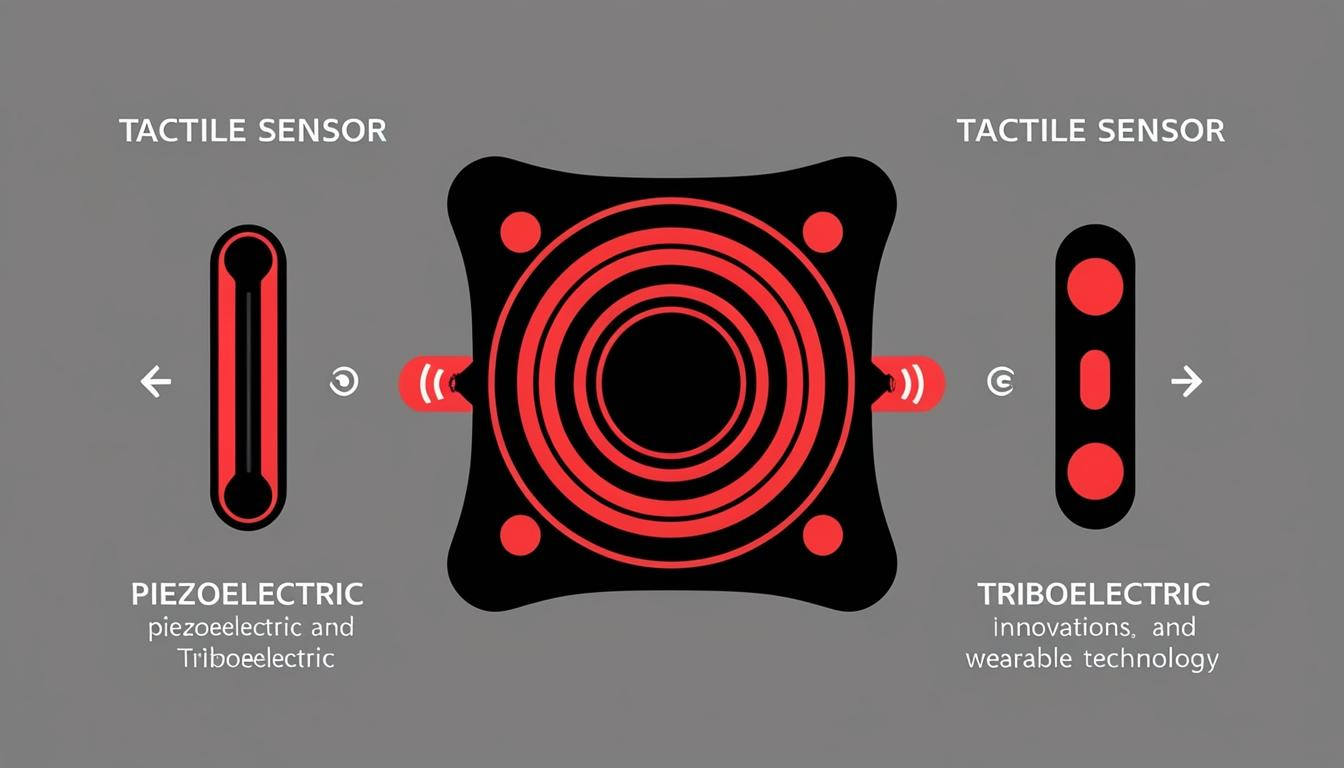 TACTILE SENSOR
TACTILE SENSOR
PIEZOELECTRIC
piezoeelectric and
Triboeelectric
TRIBOELECTRIC
innovations, and
wearable technology